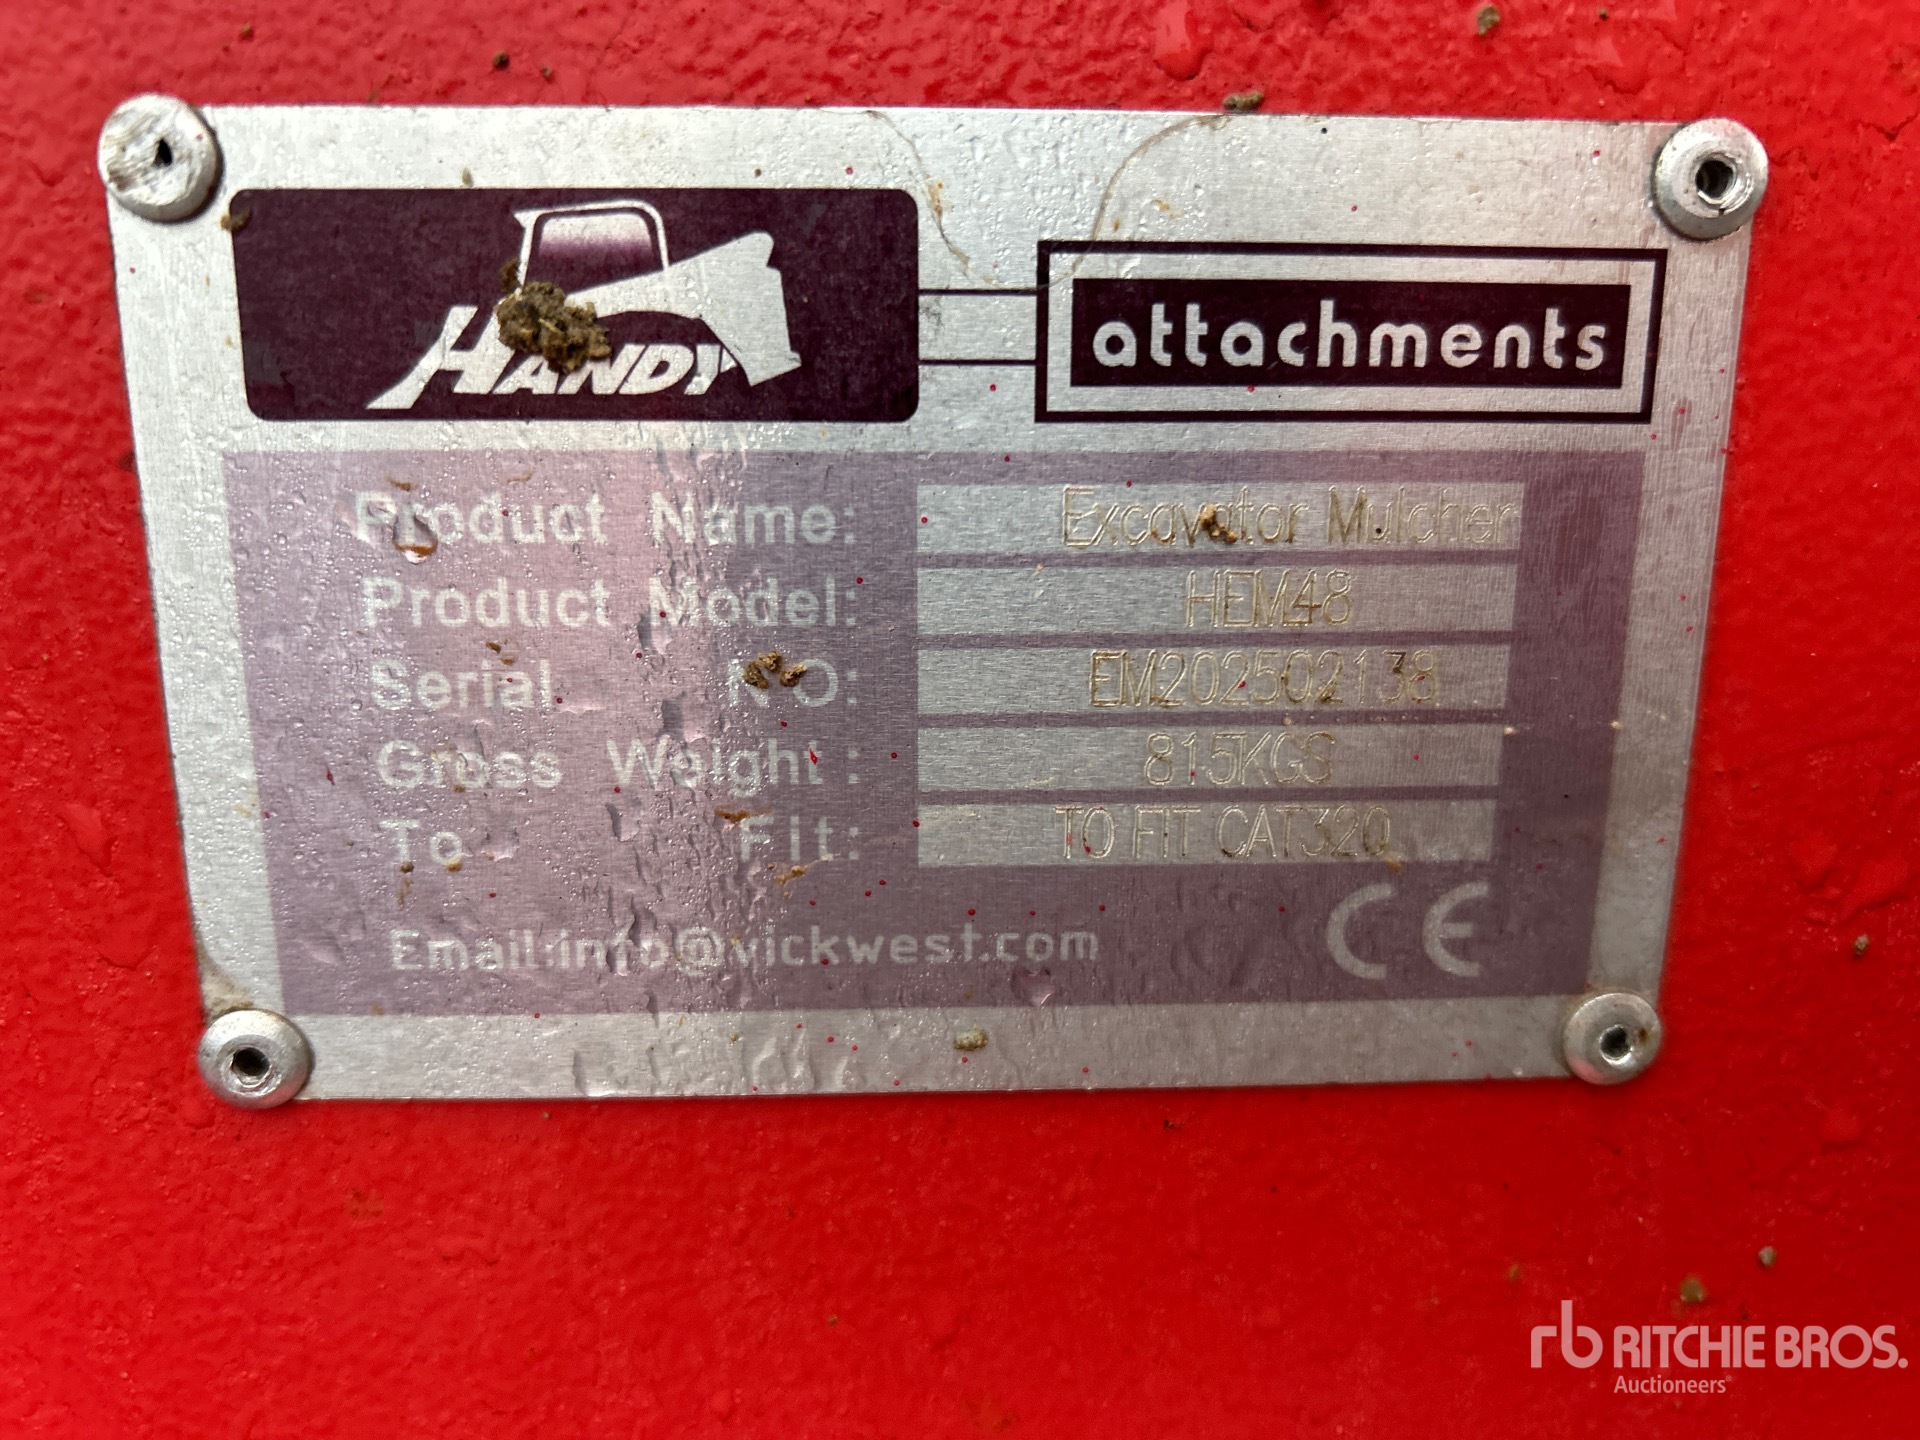 HANDY
attachments
Product Name: Excavator Mulcher
Product Model: HEM48
Serial NO: EM202502138
Gross Weight: 815KGS
To Fit: TO FIT CAT320
Email:info@vickwest.com
CE
rb RITCHIE BROS.
Auctioneers